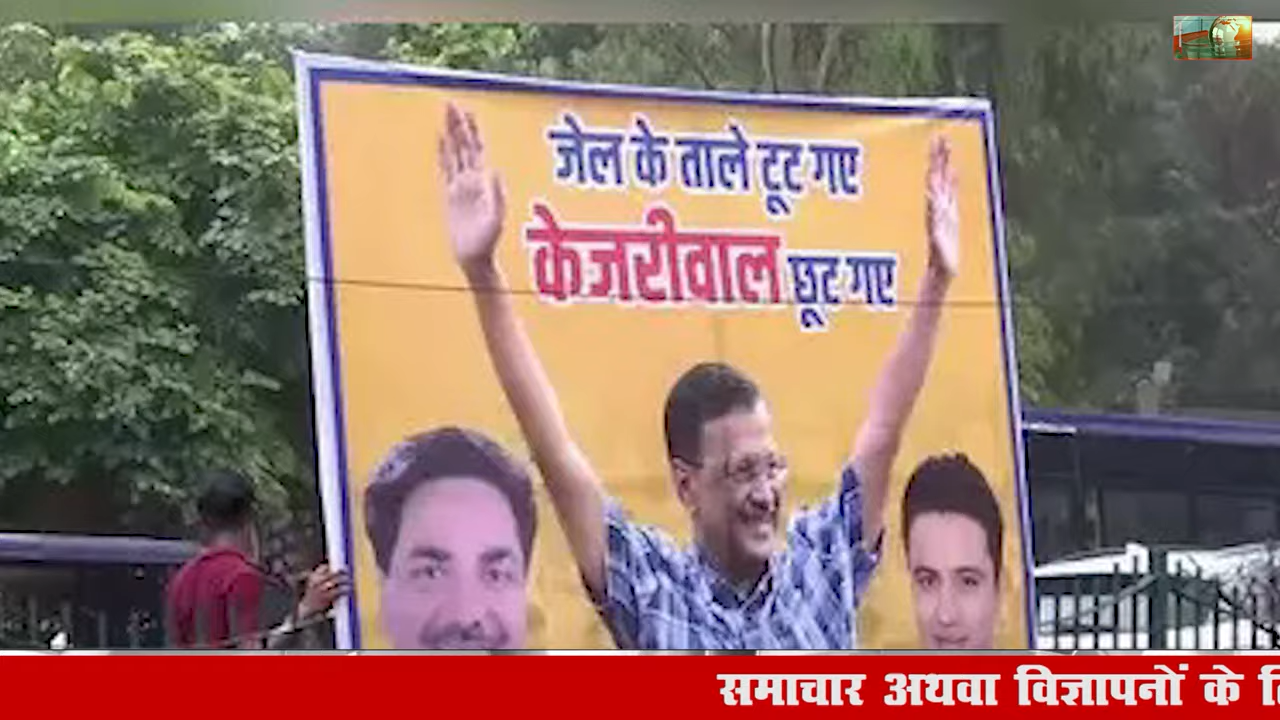 जेल के ताले टूट गए
केजरीवाल छूट गए
समाचार अथवा विज्ञापनों के